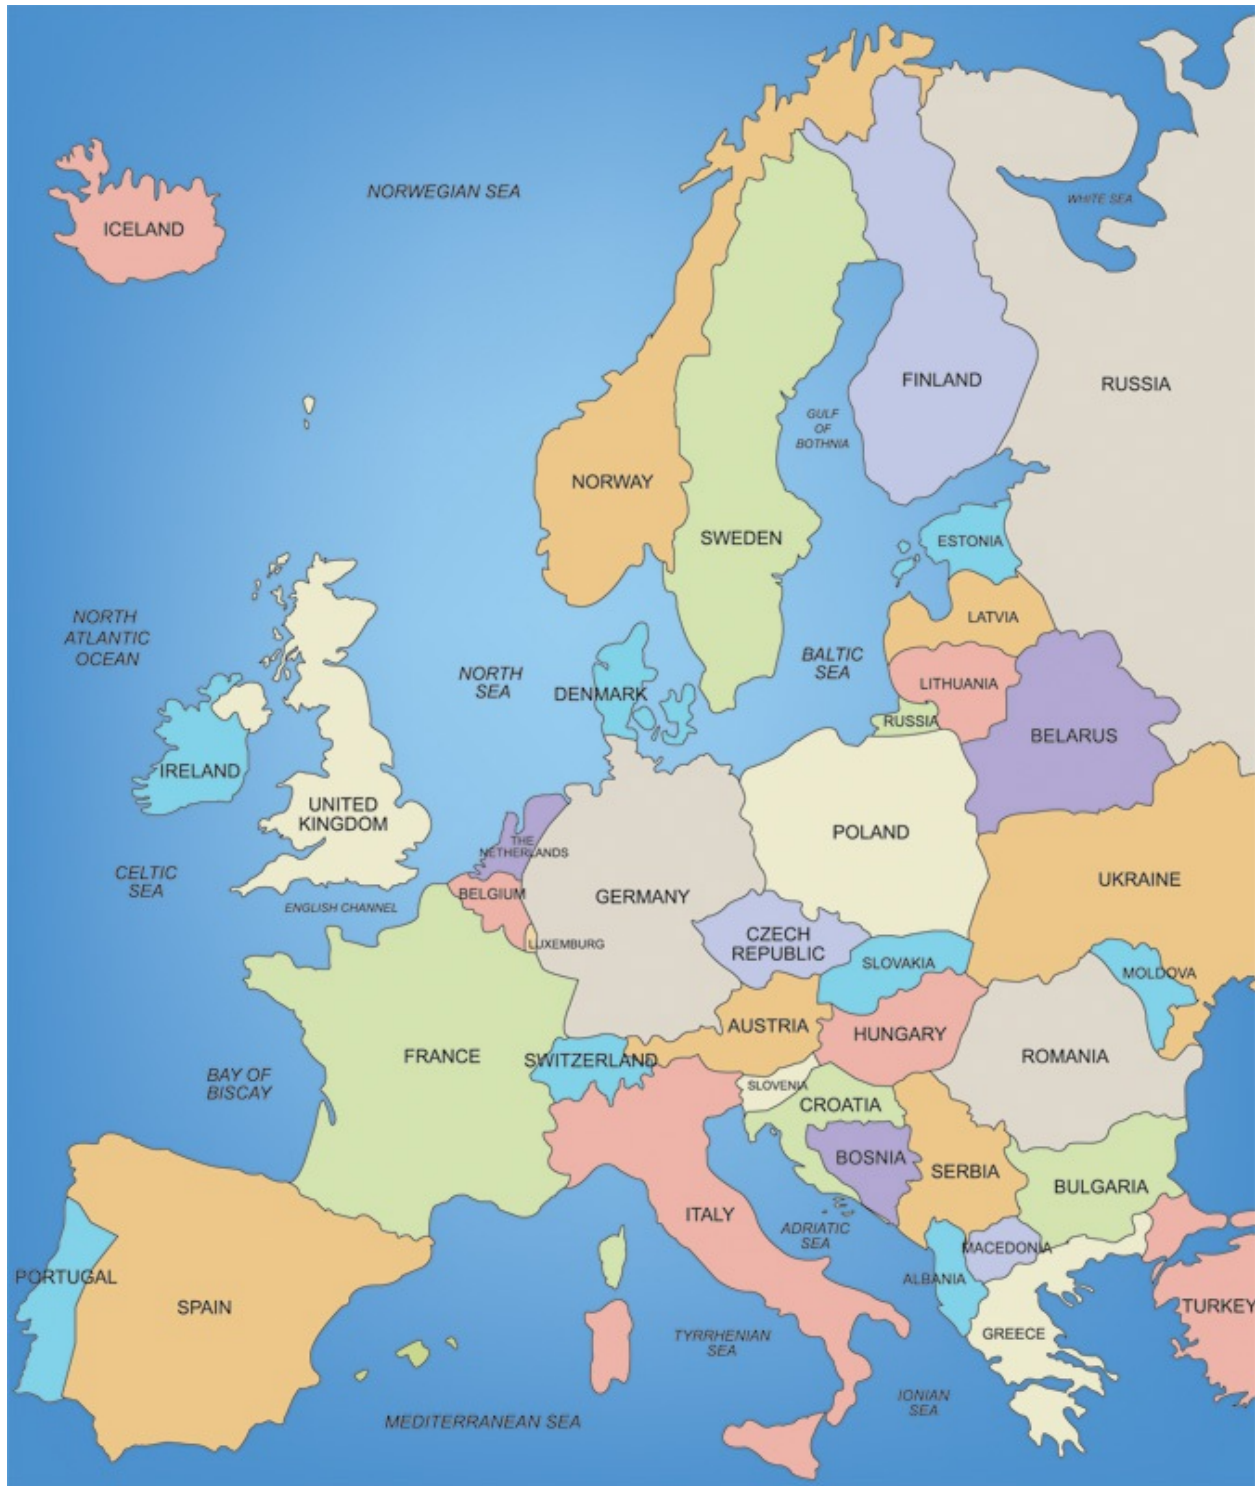 NORWEGIAN SEA
WHITE SEA
ICELAND
FINLAND
RUSSIA
GULF
OF
BOTHNIA
NORWAY
SWEDEN
ESTONIA
NORTH
ATLANTIC
OCEAN
LATVIA
BALTIC
SEA
NORTH
SEA
LITHUANIA
DENMARK
RUSSIA
BELARUS
IRELAND
UNITED
KINGDOM
POLAND
THE
NETHERLANDS
CELTIC
SEA
UKRAINE
BELGIUM
GERMANY
ENGLISH CHANNEL
CZECH
REPUBLIC
LUXEMBURG
SLOVAKIA
MOLDOVA
AUSTRIA
HUNGARY
FRANCE
SWITZERLAND
ROMANIA
BAY OF
BISCAY
SLOVENIA
CROATIA
BOSNIA
SERBIA
BULGARIA
ITALY
ADRIATIC
SEA
MACEDONIA
PORTUGAL
ALBANIA
SPAIN
TURKEY
TYRRHENIAN
SEA
GREECE
IONIAN
SEA
MEDITERRANEAN SEA